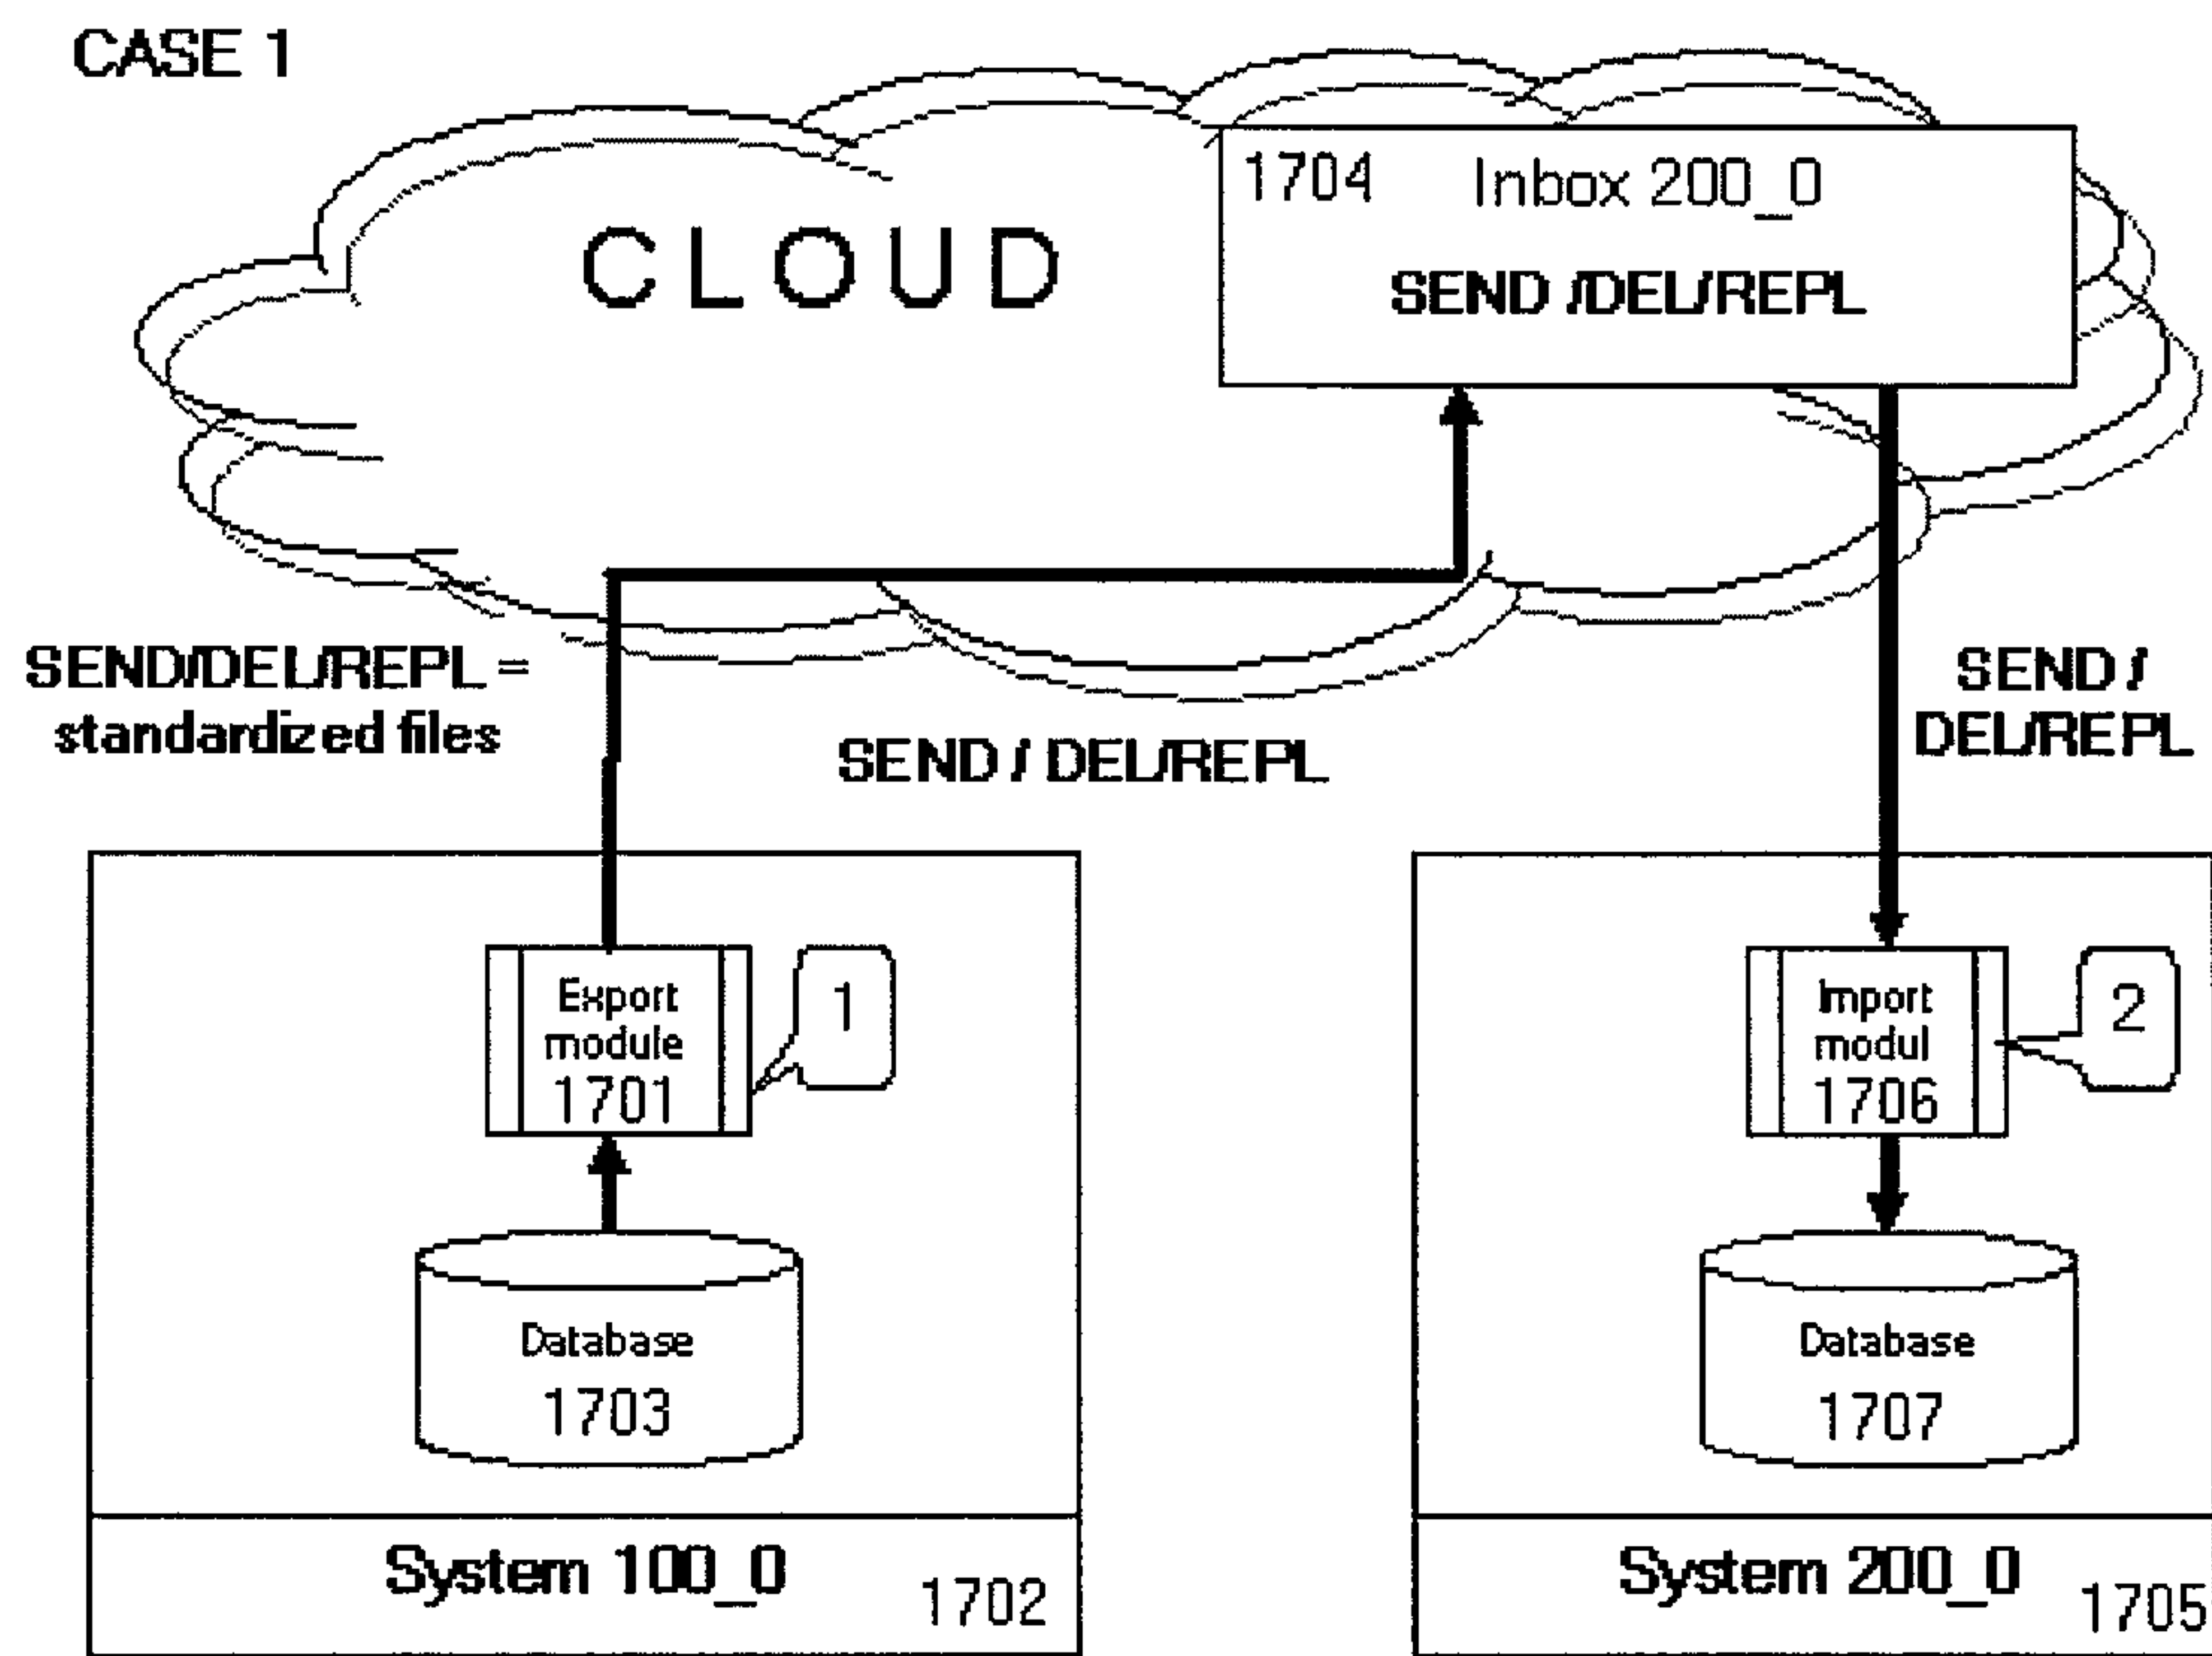 CASE 1
1704 Inbox 200_0
CLOUD
SEND /DEL/REPL
SEND/DEL/REPL =
standardized files
SEND / DEL/REPL
SEND /
DEL/REPL
Export
module
1701
1
Database
1703
System 100_0
1702
Import
modul
1706
2
Database
1707
System 200_0
1705